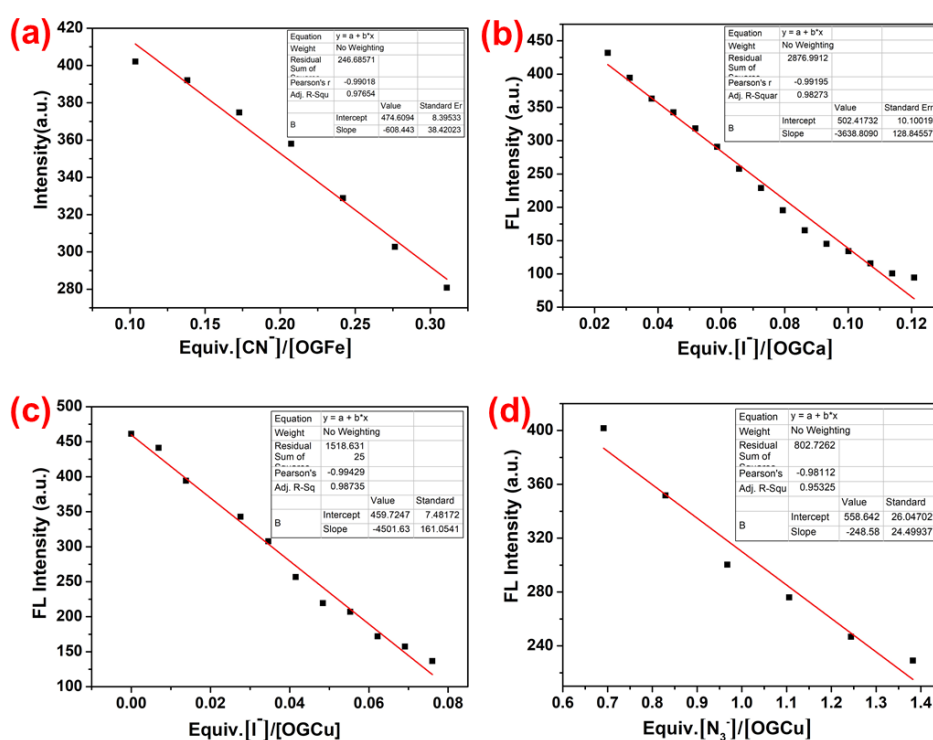 (a)
420
400
380
360
340
320
300
280
Intensity(a.u.)
0.10 0.15 0.20 0.25 0.30
Equiv.[CN⁻]/[OGFe]
Equation y = a + b*x
Weight No Weighting
Residual 246.68571
Sum of
Pearson's r -0.99018
Adj. R-Squ 0.97654
Value Standard Err
B Intercept 474.6094 8.39533
Slope -608.443 38.42023
(b)
450
400
350
300
250
200
150
100
50
FL Intensity (a.u.)
0.02 0.04 0.06 0.08 0.10 0.12
Equiv.[I⁻]/[OGCa]
Equation y = a + b*x
Weight No Weighting
Residual 2876.9912
Sum of
Pearson's r -0.99195
Adj. R-Squar 0.98273
Value Standard Erro
B Intercept 502.41732 10.10019
Slope -3638.8090 128.84557
(c)
500
450
400
350
300
250
200
150
100
FL Intensity (a.u.)
0.00 0.02 0.04 0.06 0.08
Equiv.[I⁻]/[OGCu]
Equation y = a + b*x
Weight No Weighting
Residual 1518.631
Sum of 25
Pearson's -0.99429
Adj. R-Sq 0.98735
Value Standard
B Intercept 459.7247 7.48172
Slope -4501.63 161.0541
(d)
400
360
320
280
240
FL Intensity (a.u.)
0.6 0.7 0.8 0.9 1.0 1.1 1.2 1.3 1.4
Equiv.[N₃⁻]/[OGCu]
Equation y = a + b*x
Weight No Weighting
Residual 802.7262
Sum of
Pearson's -0.98112
Adj. R-Squ 0.95325
Value Standard
B Intercept 558.642 26.04702
Slope -248.58 24.49937